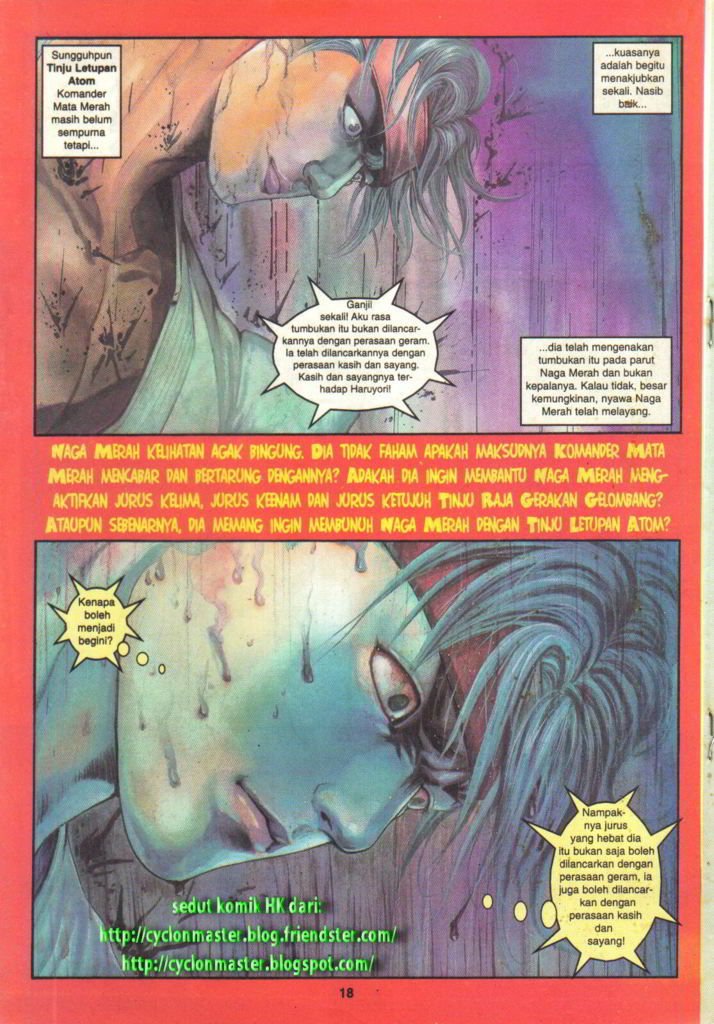 Sungguhpun
Tinju Letupan
Atom
Komander
Mata Merah
masih belum
sempurna
tetapi...
...kuasanya
adalah begitu
menakjubkan
sekali. Nasib
baik...
Ganjil
sekali! Aku rasa
tumbukan itu bukan dilancar-
kannya dengan perasaan geram.
Ia telah dilancarkannya dengan
perasaan kasih dan sayang.
Kasih dan sayangnya ter-
hadap Haruyori!
...dia telah mengenakan
tumbukan itu pada parut
Naga Merah dan bukan
kepalanya. Kalau tidak, besar
kemungkinan, nyawa Naga
Merah telah melayang.
NAGA MERAH KELIHATAN AGAK BINGUNG. DIA TIDAK FAHAM APAKAH MAKSUDNYA KOMANDER MATA
MERAH MENCABAR DAN BERTARUNG DENGANNYA? ADAKAH DIA INGIN MEMBANTU NAGA MERAH MENG-
AKTIFKAN JURUS KELIMA, JURUS KEENAM DAN JURUS KETUJUH TINJU RAJA GERAKAN GELOMBANG?
ATAUPUN SEBENARNYA, DIA MEMANG INGIN MEMBUNUH NAGA MERAH DENGAN TINJU LETUPAN ATOM?
Kenapa
boleh
menjadi
begini?
Nampak-
nya jurus
yang hebat dia
itu bukan saja boleh
dilancarkan dengan
perasaan geram, ia
juga boleh dilancar-
kan dengan
perasaan kasih
dan
sayang!
sedut komik HK dari:
http://cyclonmaster.blog.friendster.com/
http://cyclonmaster.blogspot.com/
18